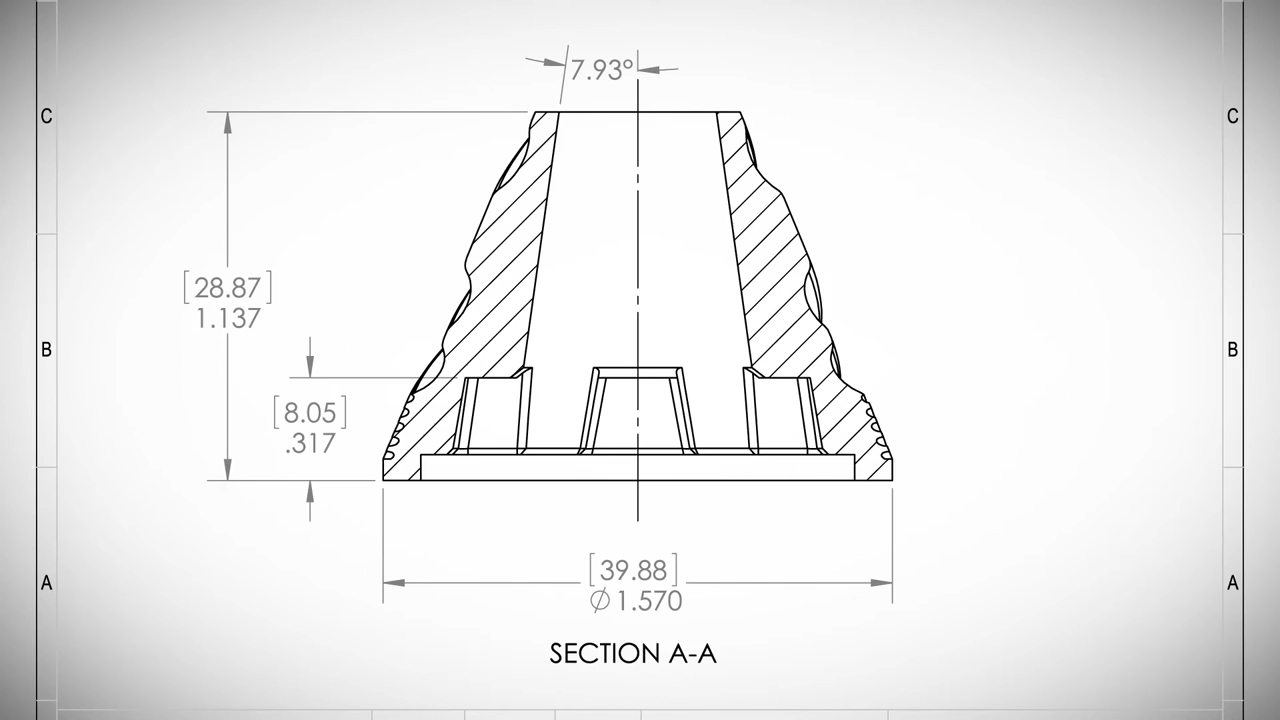 7.93°
C
C
[28.87]
1.137
B
B
[8.05]
.317
[39.88]
∅ 1.570
A
A
SECTION A-A